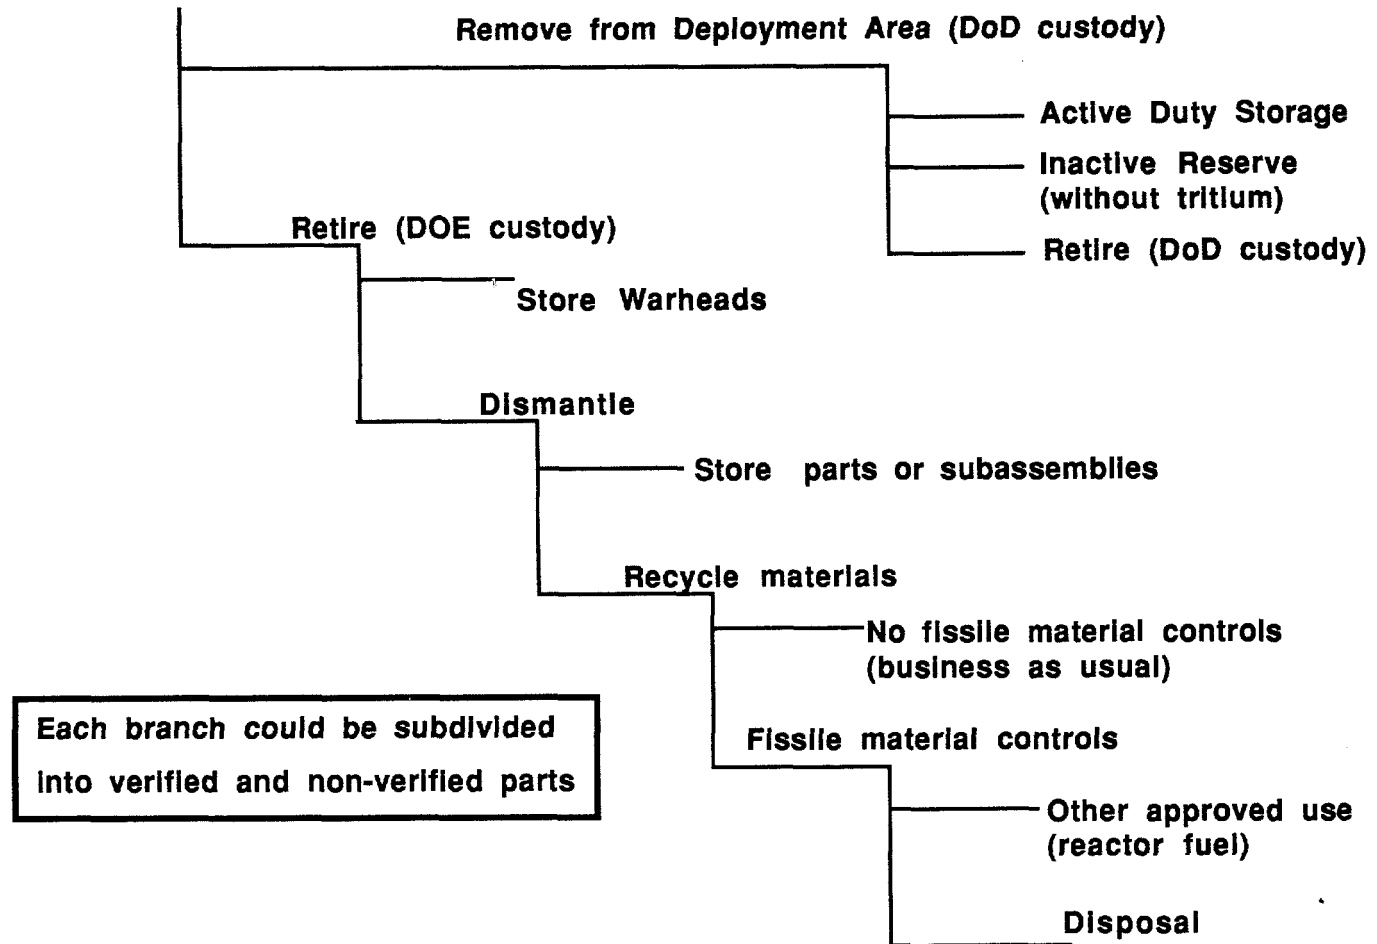 Remove from Deployment Area (DoD custody)
Active Duty Storage
Inactive Reserve
(without tritium)
Retire (DoD custody)
Retire (DOE custody)
Store Warheads
Dismantle
Store parts or subassemblies
Recycle materials
No fissile material controls
(business as usual)
Each branch could be subdivided
into verified and non-verified parts
Fissile material controls
Other approved use
(reactor fuel)
Disposal